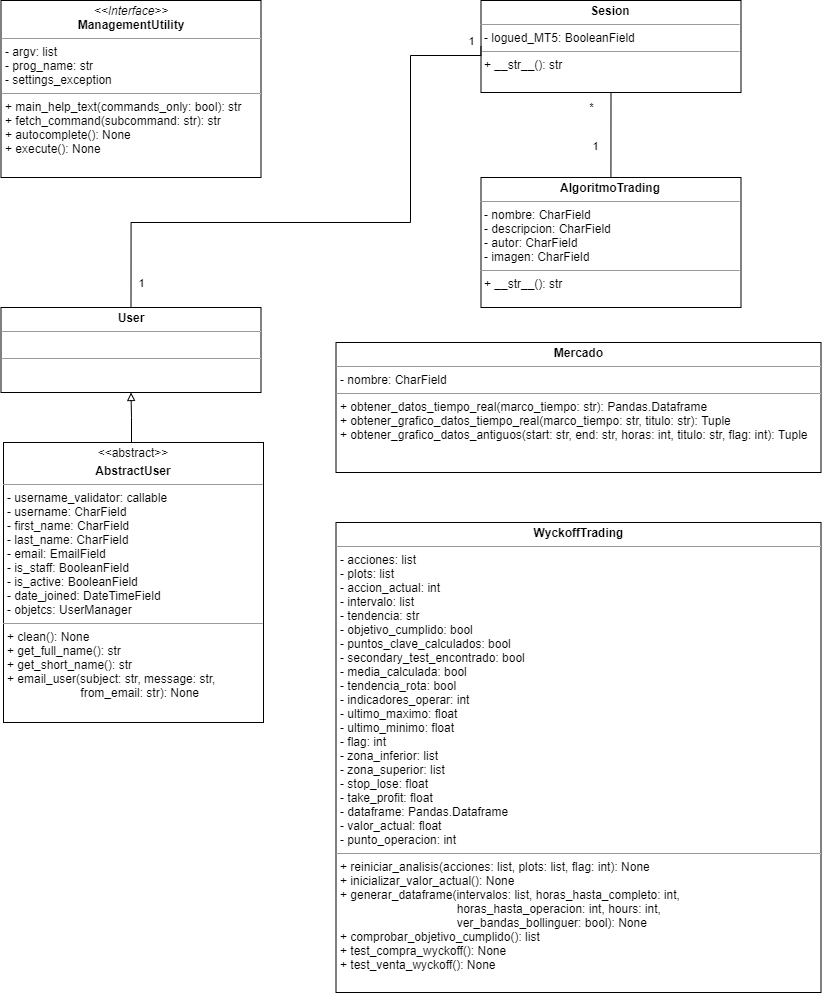 <<Interface>>
ManagementUtility
- argv: list
- prog_name: str
- settings_exception
+ main_help_text(commands_only: bool): str
+ fetch_command(subcommand: str): str
+ autocomplete(): None
+ execute(): None
Sesion
- logued_MT5: BooleanField
+ __str__(): str
1
*
1
AlgoritmoTrading
- nombre: CharField
- descripcion: CharField
- autor: CharField
- imagen: CharField
+ __str__(): str
1
User
Mercado
- nombre: CharField
+ obtener_datos_tiempo_real(marco_tiempo: str): Pandas.Dataframe
+ obtener_grafico_datos_tiempo_real(marco_tiempo: str, titulo: str): Tuple
+ obtener_grafico_datos_antiguos(start: str, end: str, horas: int, titulo: str, flag: int): Tuple
<<abstract>>
AbstractUser
- username_validator: callable
- username: CharField
- first_name: CharField
- last_name: CharField
- email: EmailField
- is_staff: BooleanField
- is_active: BooleanField
- date_joined: DateTimeField
- objetcs: UserManager
+ clean(): None
+ get_full_name(): str
+ get_short_name(): str
+ email_user(subject: str, message: str,
from_email: str): None
WyckoffTrading
- acciones: list
- plots: list
- accion_actual: int
- intervalo: list
- tendencia: str
- objetivo_cumplido: bool
- puntos_clave_calculados: bool
- secondary_test_encontrado: bool
- media_calculada: bool
- tendencia_rota: bool
- indicadores_operar: int
- ultimo_maximo: float
- ultimo_minimo: float
- flag: int
- zona_inferior: list
- zona_superior: list
- stop_lose: float
- take_profit: float
- dataframe: Pandas.Dataframe
- valor_actual: float
- punto_operacion: int
+ reiniciar_analisis(acciones: list, plots: list, flag: int): None
+ inicializar_valor_actual(): None
+ generar_dataframe(intervalos: list, horas_hasta_completo: int,
horas_hasta_operacion: int, hours: int,
ver_bandas_bollinguer: bool): None
+ comprobar_objetivo_cumplido(): list
+ test_compra_wyckoff(): None
+ test_venta_wyckoff(): None